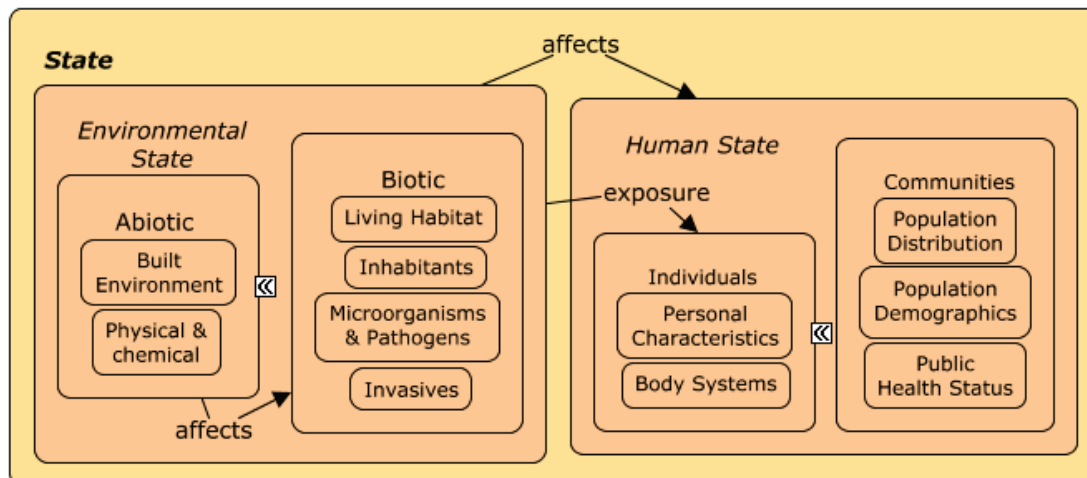 State
affects
Environmental
State
Abiotic
Built
Environment
Physical &
chemical
affects
Biotic
Living Habitat
Inhabitants
Microorganisms
& Pathogens
Invasives
exposure
Human State
Individuals
Personal
Characteristics
Body Systems
Communities
Population
Distribution
Population
Demographics
Public
Health Status